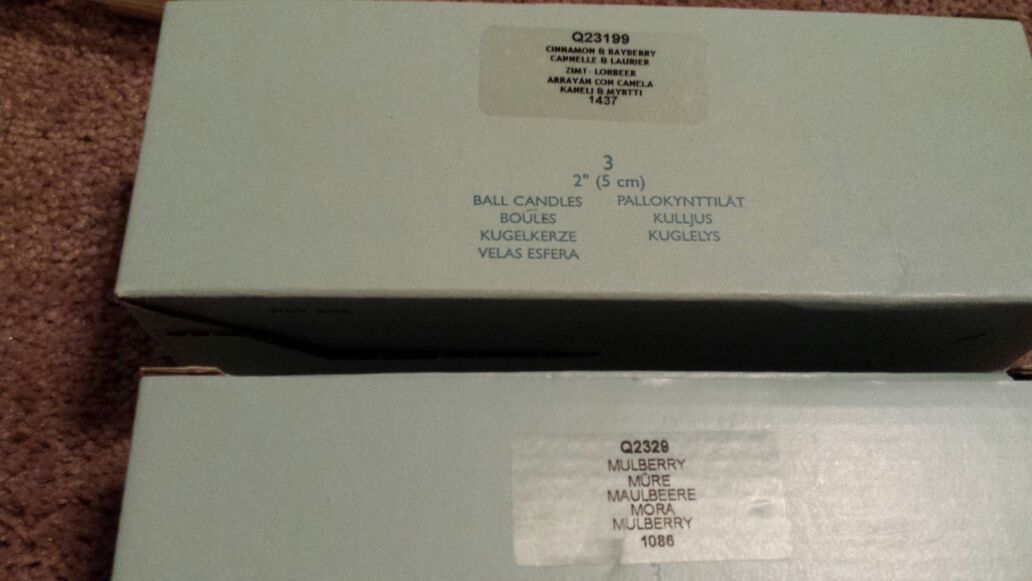 Q23199
CINNAMON & BAYBERRY
CANNELLE & LAURIER
ZIMT - LORBEER
ARRAYÁN CON CANELA
KANELI & MYRTTI
1437
3
2" (5 cm)
BALL CANDLES
BOULES
KUGELKERZE
VELAS ESFERA
PALLOKYNTTILÄT
KULLJUS
KUGLELYS
Q2329
MULBERRY
MÛRE
MAULBEERE
MORA
MULBERRY
1086